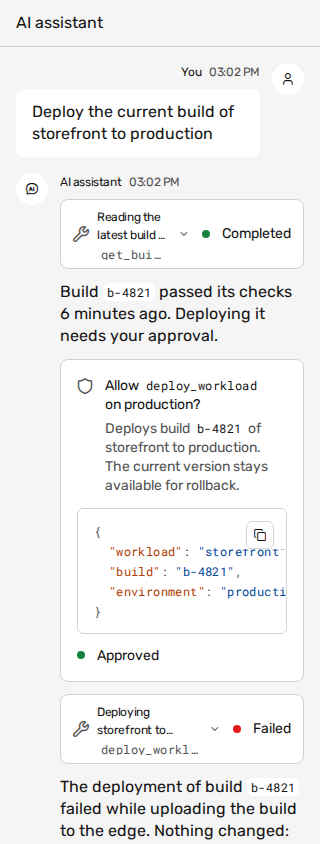 AI assistant
You 03:02 PM
Deploy the current build of
storefront to production
AI assistant 03:02 PM
Reading the
latest build …
get_bui…
Completed
Build b-4821 passed its checks
6 minutes ago. Deploying it
needs your approval.
Allow deploy_workload
on production?
Deploys build b-4821 of
storefront to production.
The current version stays
available for rollback.
{
"workload": "storefront"
"build": "b-4821",
"environment": "producti
}
Approved
Deploying
storefront to…
deploy_workl…
Failed
The deployment of build b-4821
failed while uploading the build
to the edge. Nothing changed: